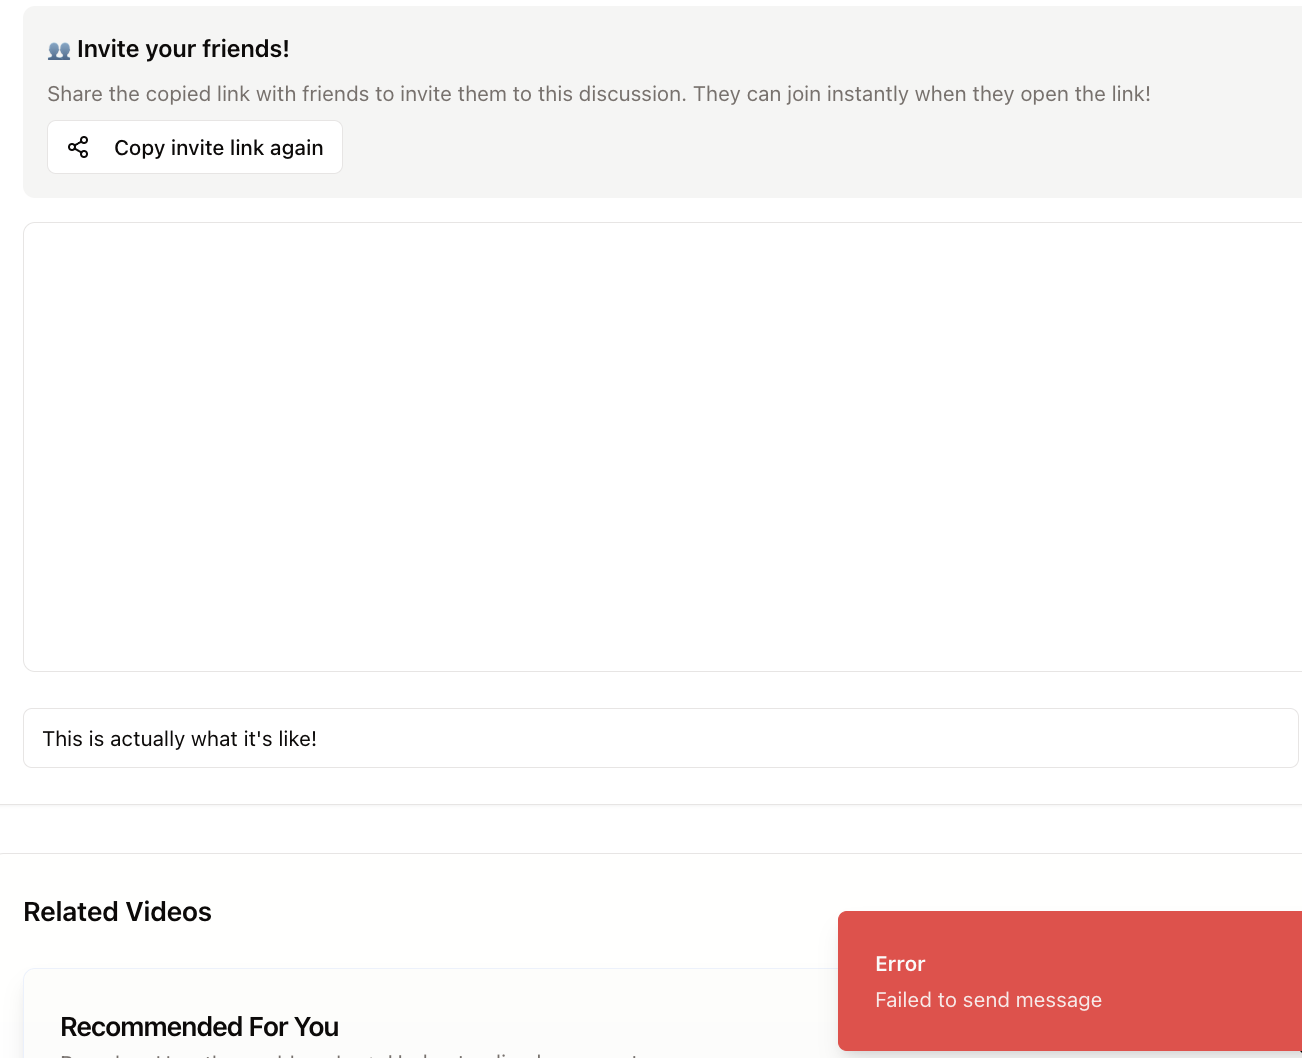 Invite your friends!
Share the copied link with friends to invite them to this discussion. They can join instantly when they open the link!
Copy invite link again
This is actually what it's like!
Related Videos
Error
Failed to send message
Recommended For You